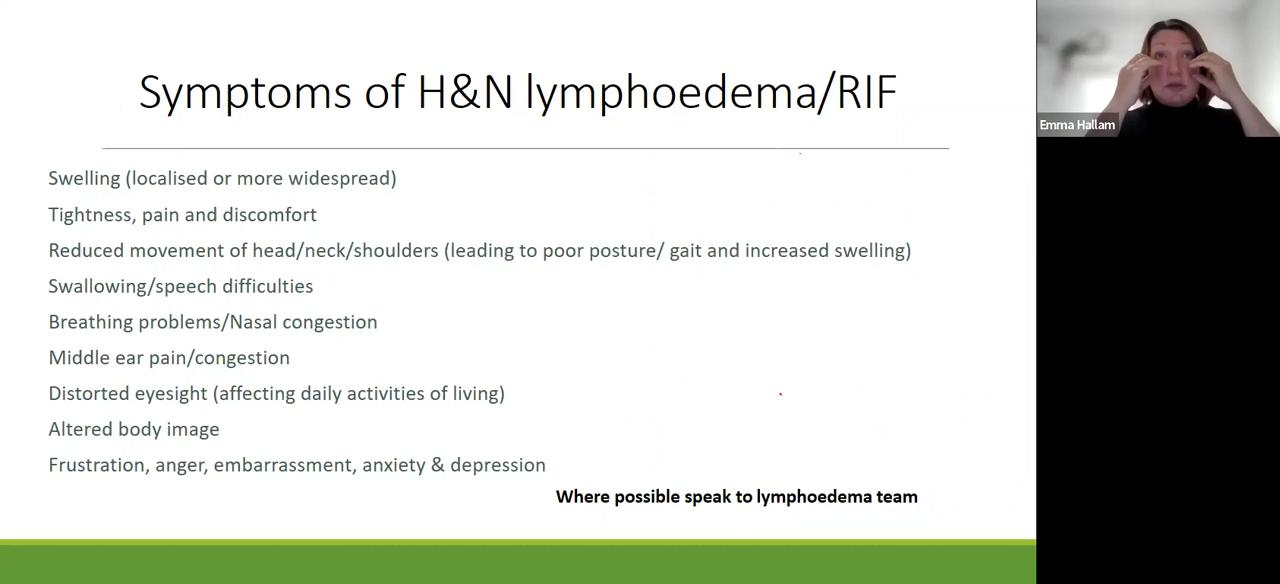 Symptoms of H&N lymphoedema/RIF
Swelling (localised or more widespread)
Tightness, pain and discomfort
Reduced movement of head/neck/shoulders (leading to poor posture/ gait and increased swelling)
Swallowing/speech difficulties
Breathing problems/Nasal congestion
Middle ear pain/congestion
Distorted eyesight (affecting daily activities of living)
Altered body image
Frustration, anger, embarrassment, anxiety & depression
Where possible speak to lymphoedema team
Emma Hallam